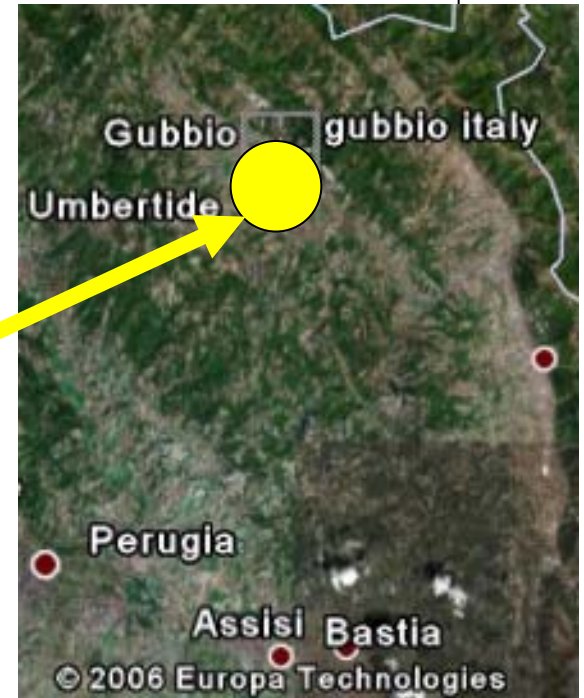 Gubbio gubbio italy
Umbertide
Perugia
Assisi Bastia
© 2006 Europa Technologies